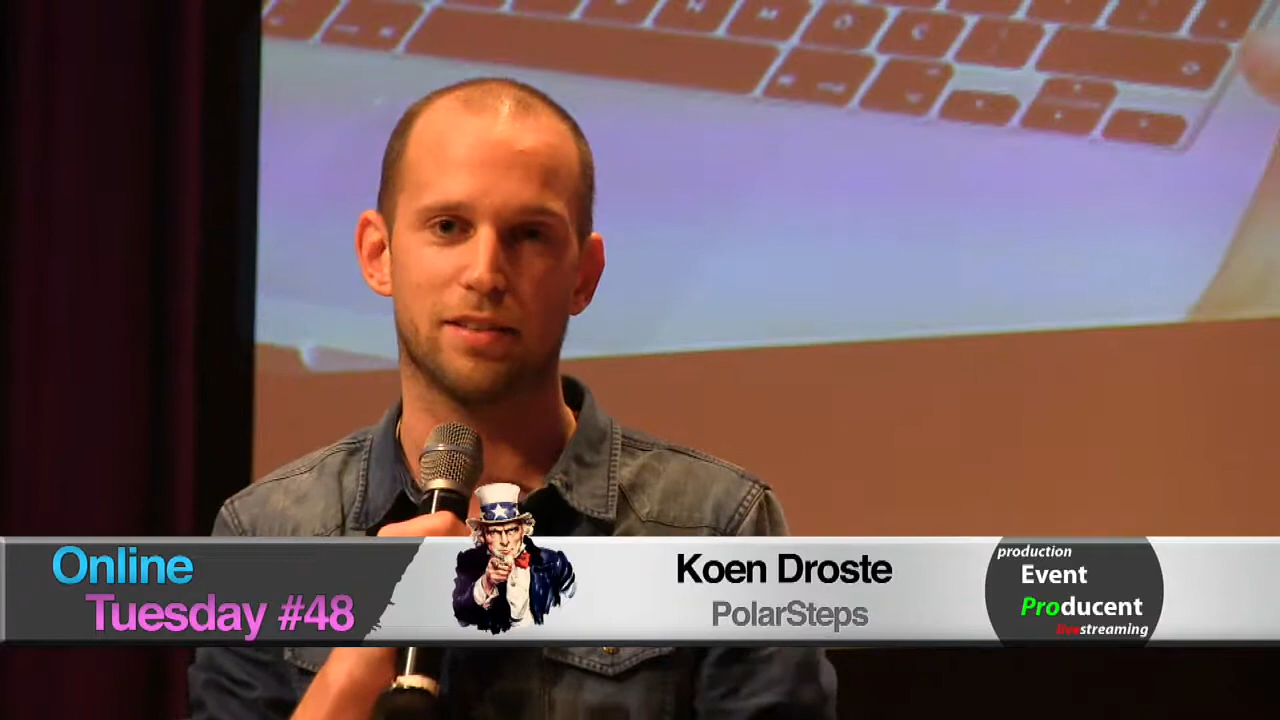 N M O
Online
Tuesday #48
Koen Droste
PolarSteps
production
Event
Producent
livestreaming